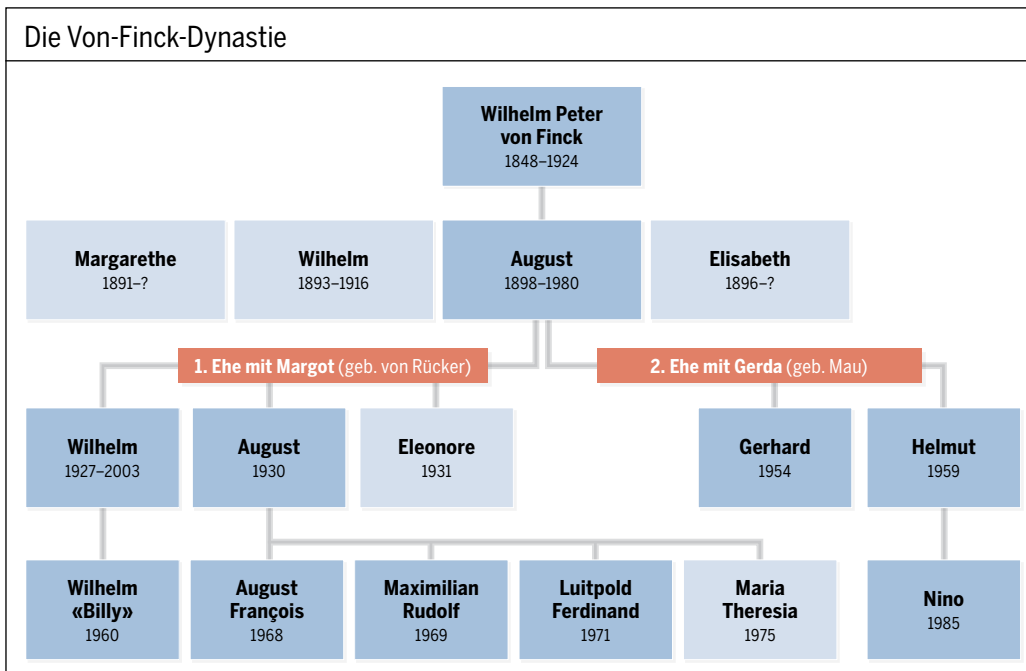 Die Von-Finck-Dynastie
Wilhelm Peter
von Finck
1848–1924
Margarethe
1891–?
Wilhelm
1893–1916
August
1898–1980
Elisabeth
1896–?
1. Ehe mit Margot (geb. von Rücker)
2. Ehe mit Gerda (geb. Mau)
Wilhelm
1927–2003
August
1930
Eleonore
1931
Gerhard
1954
Helmut
1959
Wilhelm
«Billy»
1960
August
François
1968
Maximilian
Rudolf
1969
Luitpold
Ferdinand
1971
Maria
Theresia
1975
Nino
1985